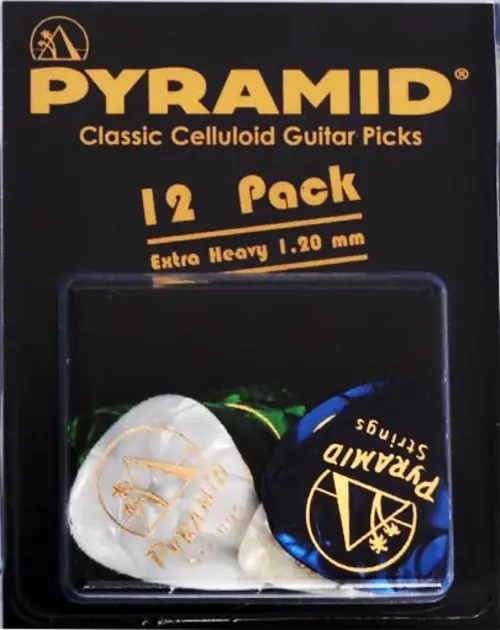 PYRAMID®
Classic Celluloid Guitar Picks
12 Pack
Extra Heavy 1.20 mm
PYRAMID
PYRAMID
Strings